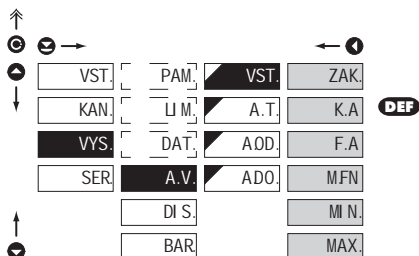 VST. PAM. VST. ZAK.
KAN. LIM. A.T. K.A DEF
VYS. DAT. A.OD. F.A
SER. A.V. A.DO. M.FN
DIS. MIN.
BAR. MAX.